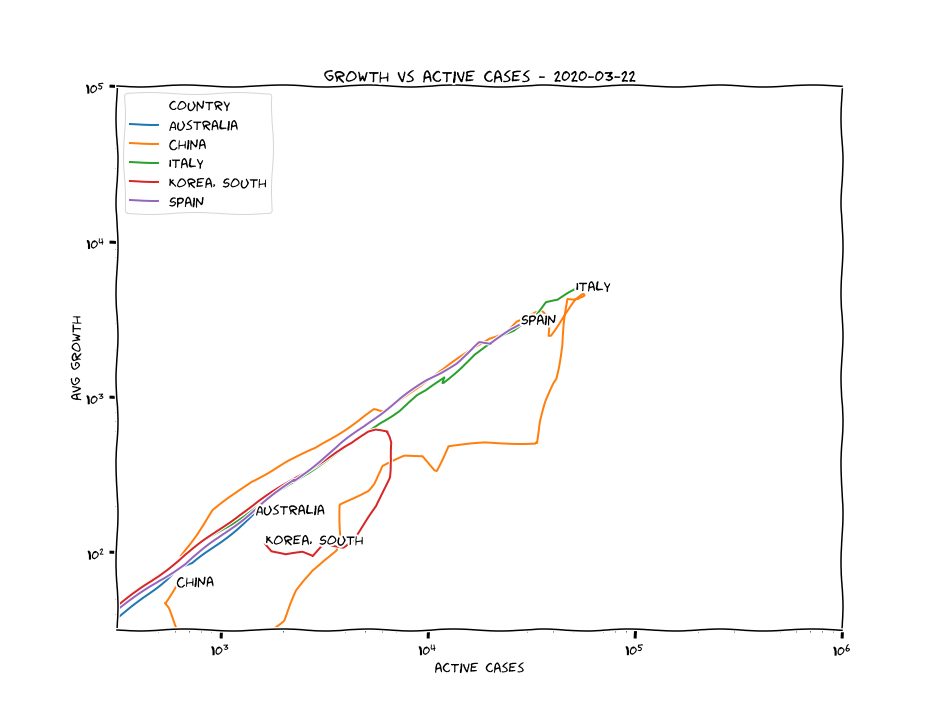 GROWTH VS ACTIVE CASES - 2020-03-22
10⁵
COUNTRY
AUSTRALIA
CHINA
ITALY
KOREA, SOUTH
SPAIN
10⁴
ITALY
SPAIN
AVG GROWTH
10³
AUSTRALIA
KOREA, SOUTH
10²
CHINA
10³ 10⁴ 10⁵ 10⁶
ACTIVE CASES